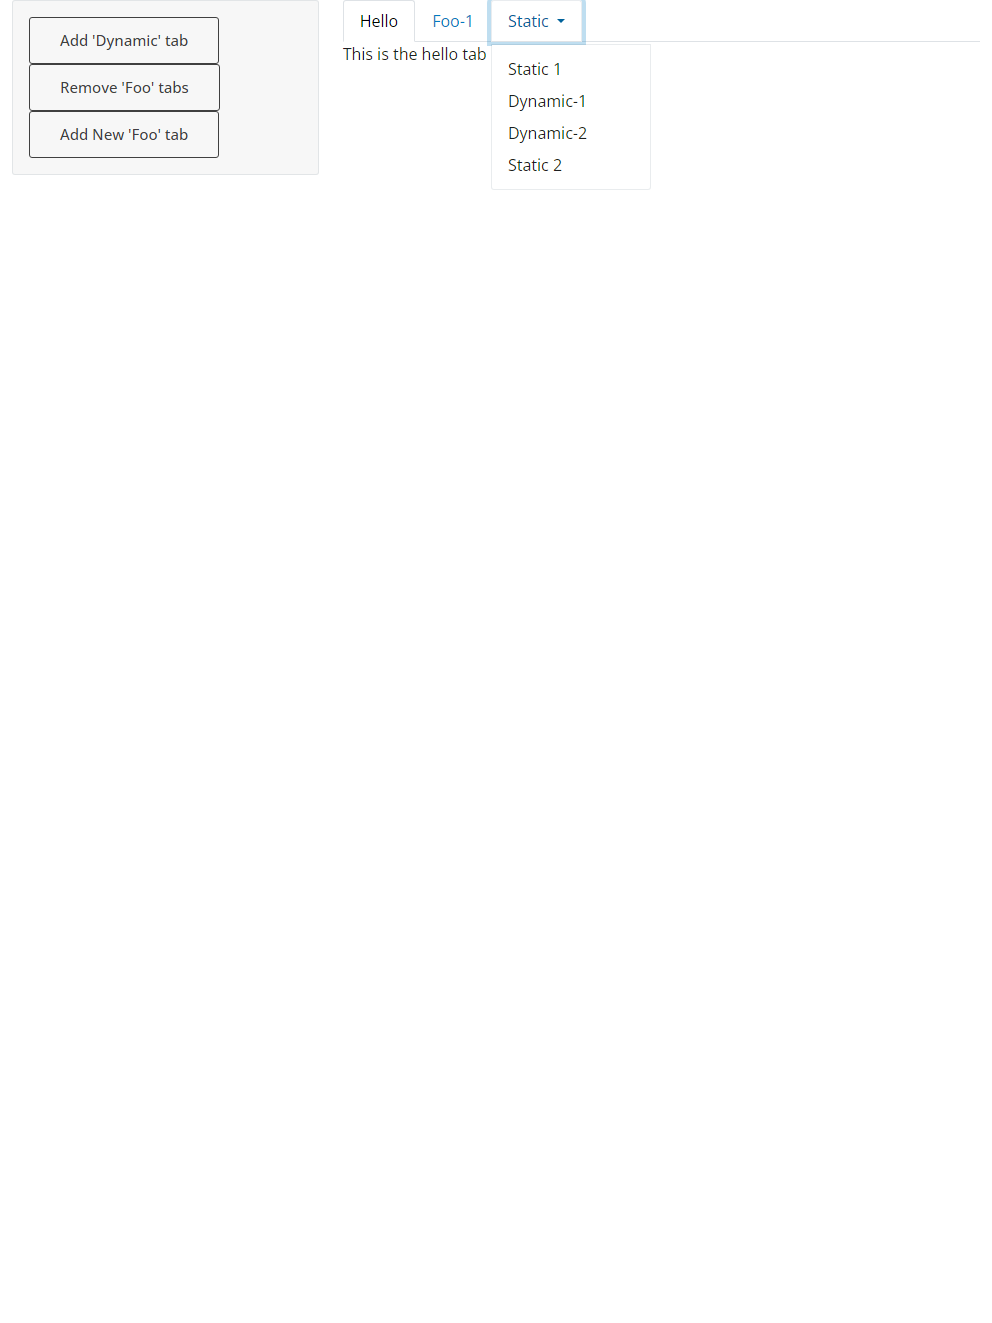 Add 'Dynamic' tab
Remove 'Foo' tabs
Add New 'Foo' tab
Hello
Foo-1
Static
This is the hello tab
Static 1
Dynamic-1
Dynamic-2
Static 2